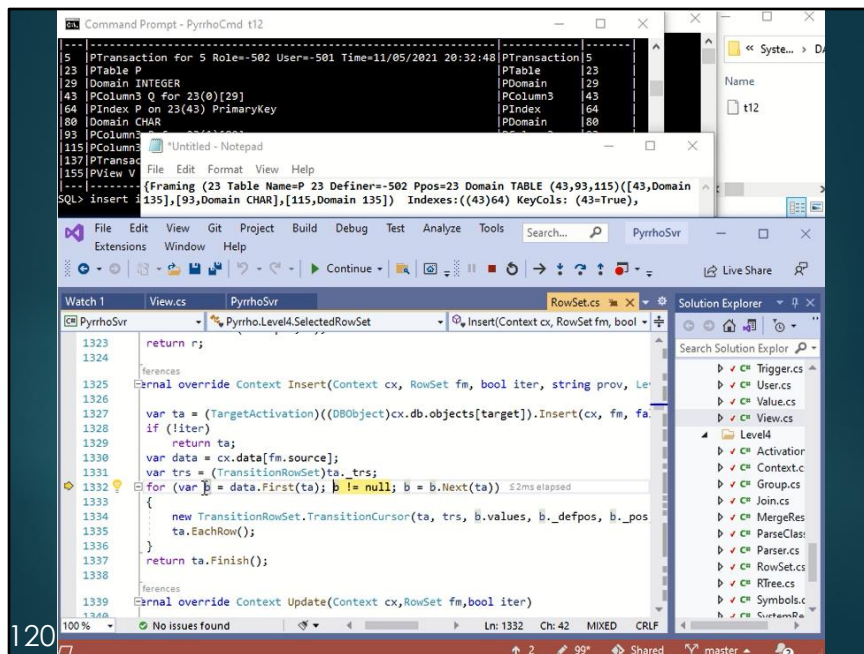 Command Prompt - PyrrhoCmd t12
|---|---|---|---|
|5 |PTransaction for 5 Role=-502 User=-501 Time=11/05/2021 20:32:48|PTransaction|5
|23 |PTable P |PTable |23
|29 |Domain INTEGER |PDomain |29
|43 |PColumn3 Q for 23(0)[29] |PColumn3 |43
|64 |PIndex P on 23(43) PrimaryKey |PIndex |64
|80 |Domain CHAR |PDomain |80
|93 |PColumn3
|115|PColumn
|137|PTransac
|155|PView V
SQL> insert i
« Syste... > DA
Name
t12
*Untitled - Notepad
File Edit Format View Help
{Framing (23 Table Name=P 23 Definer=-502 Ppos=23 Domain TABLE (43,93,115)([43,Domain
135],[93,Domain CHAR],[115,Domain 135]) Indexes:((43)64) KeyCols: (43=True),
File Edit View Git Project Build Debug Test Analyze Tools Search... PyrrhoSvr
Extensions Window Help
Continue Live Share
Watch 1 View.cs PyrrhoSvr RowSet.cs Solution Explorer
PyrrhoSvr Pyrrho.Level4.SelectedRowSet Insert(Context cx, RowSet fm, bool
Search Solution Explor
1323 return r;
1324
ferences
1325 ernal override Context Insert(Context cx, RowSet fm, bool iter, string prov, Le
1326
1327 var ta = (TargetActivation)((DBObject)cx.db.objects[target]).Insert(cx, fm, fa
1328 if (!iter)
1329 return ta;
1330 var data = cx.data[fm.source];
1331 var trs = (TransitionRowSet)ta._trs;
1332 for (var b = data.First(ta); b != null; b = b.Next(ta)) ≤2ms elapsed
1333 {
1334 new TransitionRowSet.TransitionCursor(ta, trs, b.values, b._defpos, b._pos
1335 ta.EachRow();
1336 }
1337 return ta.Finish();
1338
ferences
1339 ernal override Context Update(Context cx,RowSet fm,bool iter)
1340
C# Trigger.cs
C# User.cs
C# Value.cs
C# View.cs
Level4
C# Activation
C# Context.c
C# Group.cs
C# Join.cs
C# MergeRes
C# ParseClas
C# Parser.cs
C# RowSet.cs
C# RTree.cs
C# Symbols.c
C# SystemRe
100 % No issues found Ln: 1332 Ch: 42 MIXED CRLF
2 99* Shared master 2
120